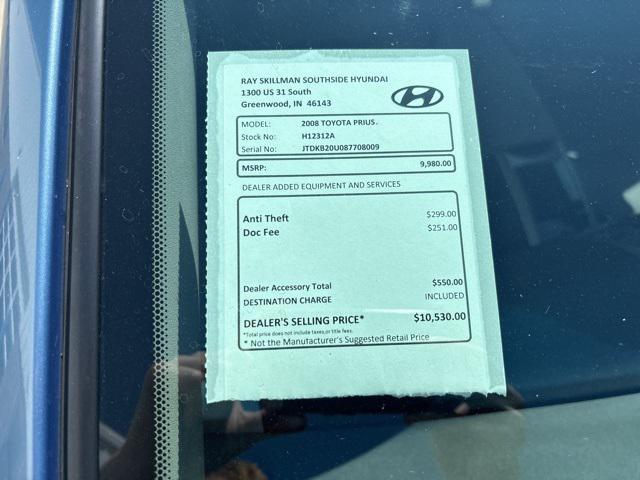 RAY SKILLMAN SOUTHSIDE HYUNDAI
1300 US 31 South
Greenwood, IN 46143
MODEL: 2008 TOYOTA PRIUS.
Stock No: H12312A
Serial No: JTDKB20U087708009
MSRP: 9,980.00
DEALER ADDED EQUIPMENT AND SERVICES
Anti Theft $299.00
Doc Fee $251.00
Dealer Accessory Total $550.00
DESTINATION CHARGE INCLUDED
DEALER'S SELLING PRICE* $10,530.00
*Total price does not include taxes,or title fees.
* Not the Manufacturer's Suggested Retail Price